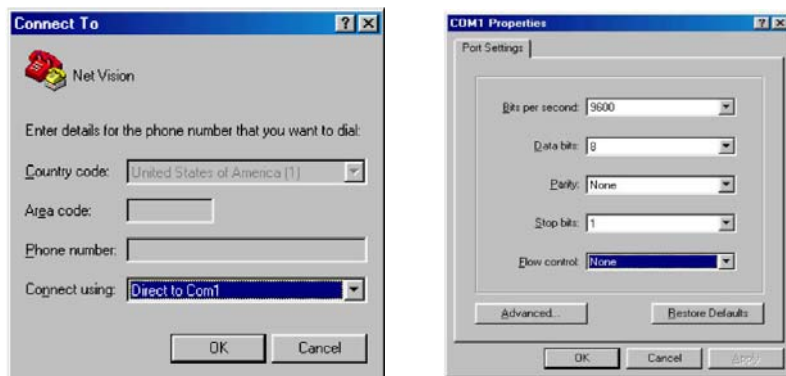 Connect To
Net Vision
Enter details for the phone number that you want to dial:
Country code: United States of America (1)
Area code:
Phone number:
Connect using: Direct to Com1
OK Cancel
COM1 Properties
Port Settings
Bits per second: 9600
Data bits: 8
Parity: None
Stop bits: 1
Flow control: None
Advanced... Restore Defaults
OK Cancel Apply